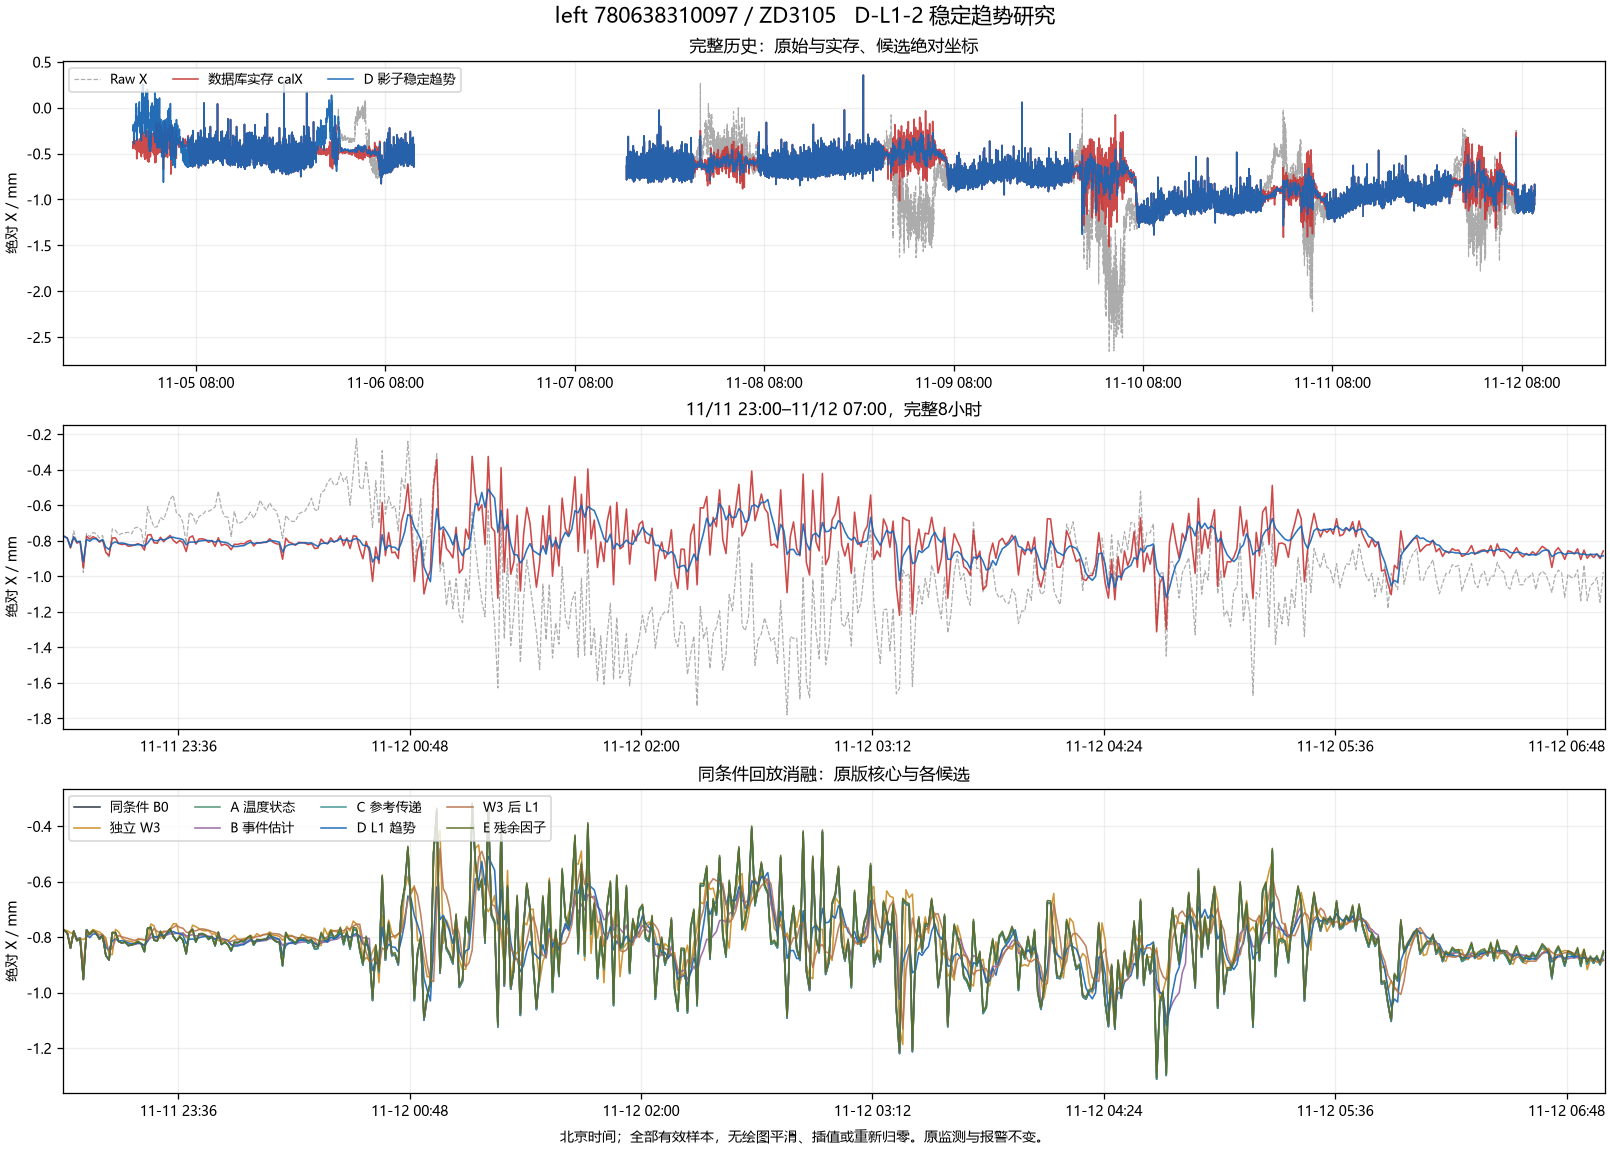 left 780638310097 / ZD3105   D-L1-2 稳定趋势研究
完整历史：原始与实存、候选绝对坐标
Raw X
数据库实存 calX
D 影子稳定趋势
绝对 X / mm
0.5
0.0
-0.5
-1.0
-1.5
-2.0
-2.5
11-05 08:00
11-06 08:00
11-07 08:00
11-08 08:00
11-09 08:00
11-10 08:00
11-11 08:00
11-12 08:00
11/11 23:00–11/12 07:00，完整8小时
绝对 X / mm
-0.2
-0.4
-0.6
-0.8
-1.0
-1.2
-1.4
-1.6
-1.8
11-11 23:36
11-12 00:48
11-12 02:00
11-12 03:12
11-12 04:24
11-12 05:36
11-12 06:48
同条件回放消融：原版核心与各候选
同条件 B0
A 温度状态
C 参考传递
W3 后 L1
独立 W3
B 事件估计
D L1 趋势
E 残余因子
绝对 X / mm
-0.4
-0.6
-0.8
-1.0
-1.2
11-11 23:36
11-12 00:48
11-12 02:00
11-12 03:12
11-12 04:24
11-12 05:36
11-12 06:48
北京时间；全部有效样本，无绘图平滑、插值或重新归零。原监测与报警不变。